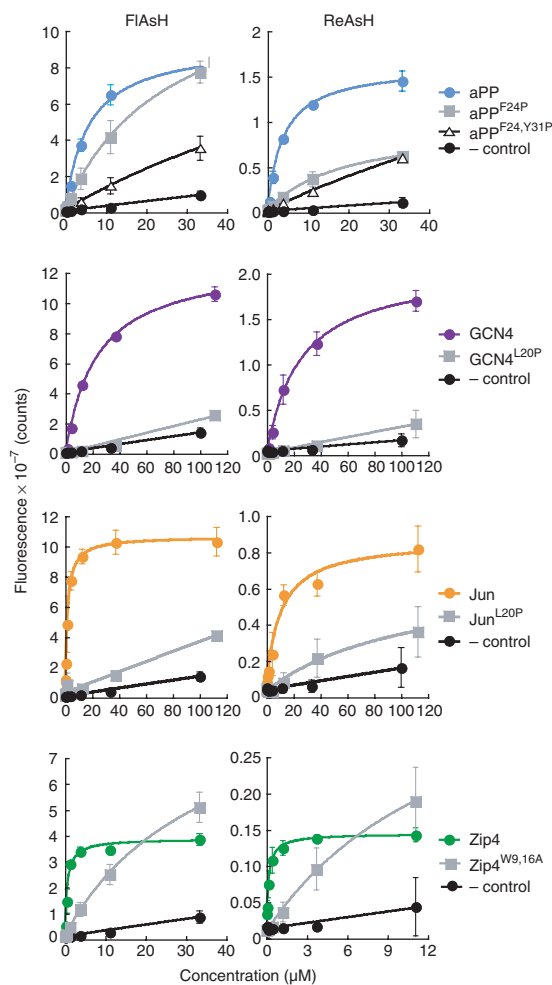 FlAsH ReAsH
Fluorescence × 10⁻⁷ (counts)
10
8
6
4
2
0
0 10 20 30 40
2.0
1.5
1.0
0.5
0
0 10 20 30 40
aPP
aPP^F24P
aPP^F24,Y31P
– control
12
10
8
6
4
2
0
0 20 40 60 80 100 120
2.0
1.5
1.0
0.5
0.0
0 20 40 60 80 100 120
GCN4
GCN4^L20P
– control
12
10
8
6
4
2
0
0 20 40 60 80 100 120
1.0
0.8
0.6
0.4
0.2
0.0
0 20 40 60 80 100 120
Jun
Jun^L20P
– control
7
6
5
4
3
2
1
0
0 10 20 30 40
0.25
0.20
0.15
0.10
0.05
0.00
0 3 6 9 12
Zip4
Zip4^W9,16A
– control
Concentration (µM)